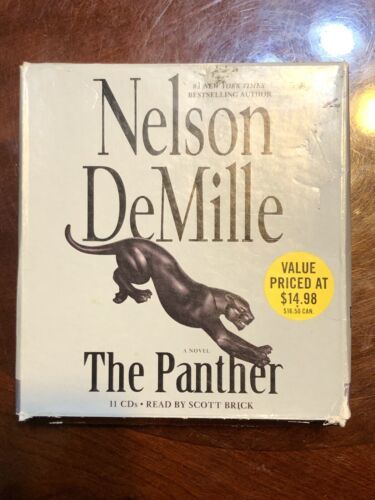 #1 NEW YORK TIMES
BESTSELLING AUTHOR
Nelson
DeMille
VALUE
PRICED AT
$14.98
$16.50 CAN.
A NOVEL
The Panther
11 CDs • READ BY SCOTT BRICK